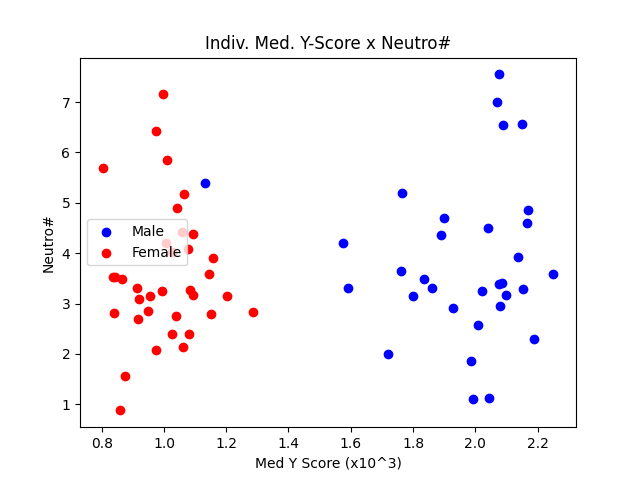 Indiv. Med. Y-Score x Neutro#
7
6
5
4
3
2
1
Neutro#
Male
Female
0.8 1.0 1.2 1.4 1.6 1.8 2.0 2.2
Med Y Score (x10^3)